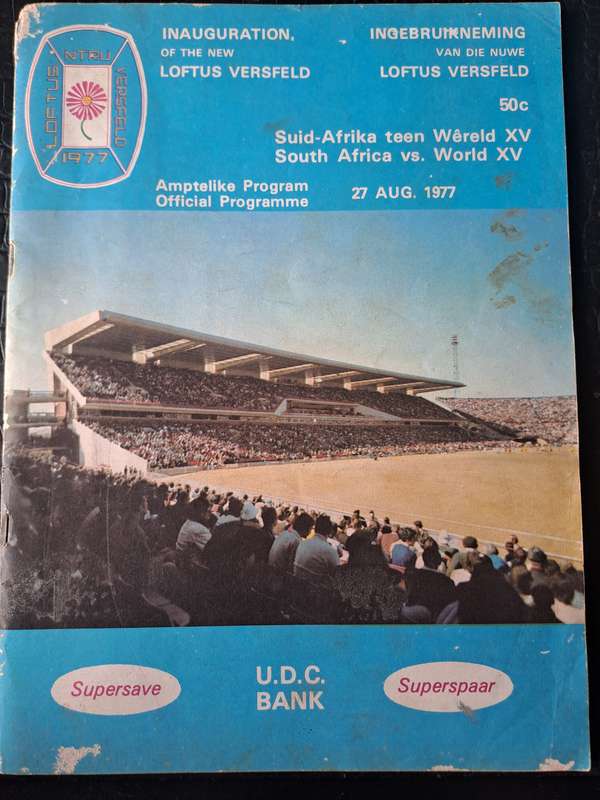 NTRU
LOFTUS
VERSFELD
1977
INAUGURATION,
OF THE NEW
LOFTUS VERSFELD
INGEBRUIKNEMING
VAN DIE NUWE
LOFTUS VERSFELD
50c
Suid-Afrika teen Wêreld XV
South Africa vs. World XV
Amptelike Program
Official Programme
27 AUG. 1977
Supersave
U.D.C.
BANK
Superspaar